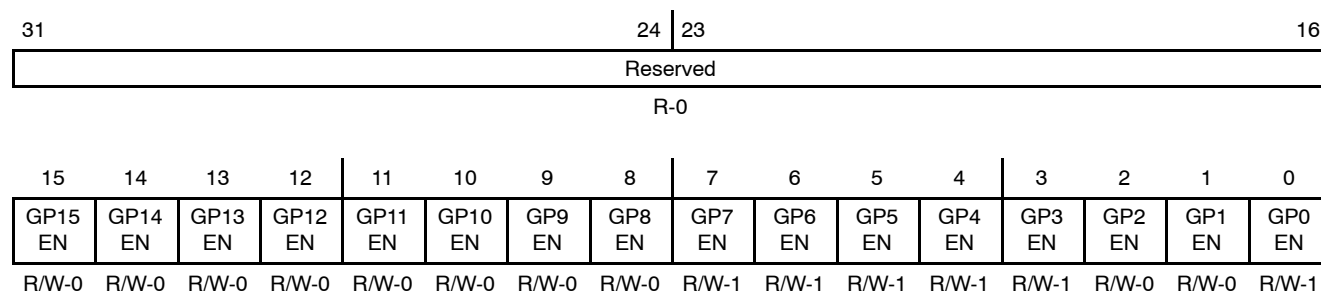 31 24 23 16
Reserved
R-0
15 14 13 12 11 10 9 8 7 6 5 4 3 2 1 0
GP15 GP14 GP13 GP12 GP11 GP10 GP9 GP8 GP7 GP6 GP5 GP4 GP3 GP2 GP1 GP0
EN EN EN EN EN EN EN EN EN EN EN EN EN EN EN EN
R/W-0 R/W-0 R/W-0 R/W-0 R/W-0 R/W-0 R/W-0 R/W-0 R/W-1 R/W-1 R/W-1 R/W-1 R/W-1 R/W-0 R/W-0 R/W-1